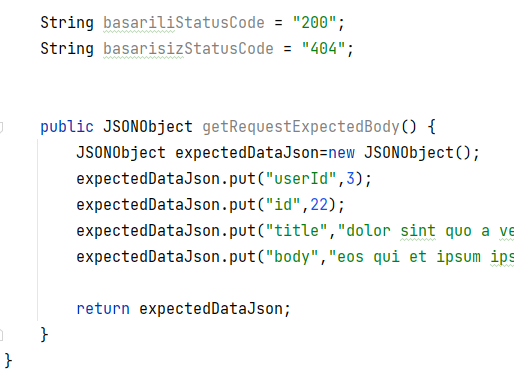 String basariliStatusCode = "200";
String basarisizStatusCode = "404";
public JSONObject getRequestExpectedBody() {
JSONObject expectedDataJson=new JSONObject();
expectedDataJson.put("userId",3);
expectedDataJson.put("id",22);
expectedDataJson.put("title","dolor sint quo a ve
expectedDataJson.put("body","eos qui et ipsum ips
return expectedDataJson;
}
}